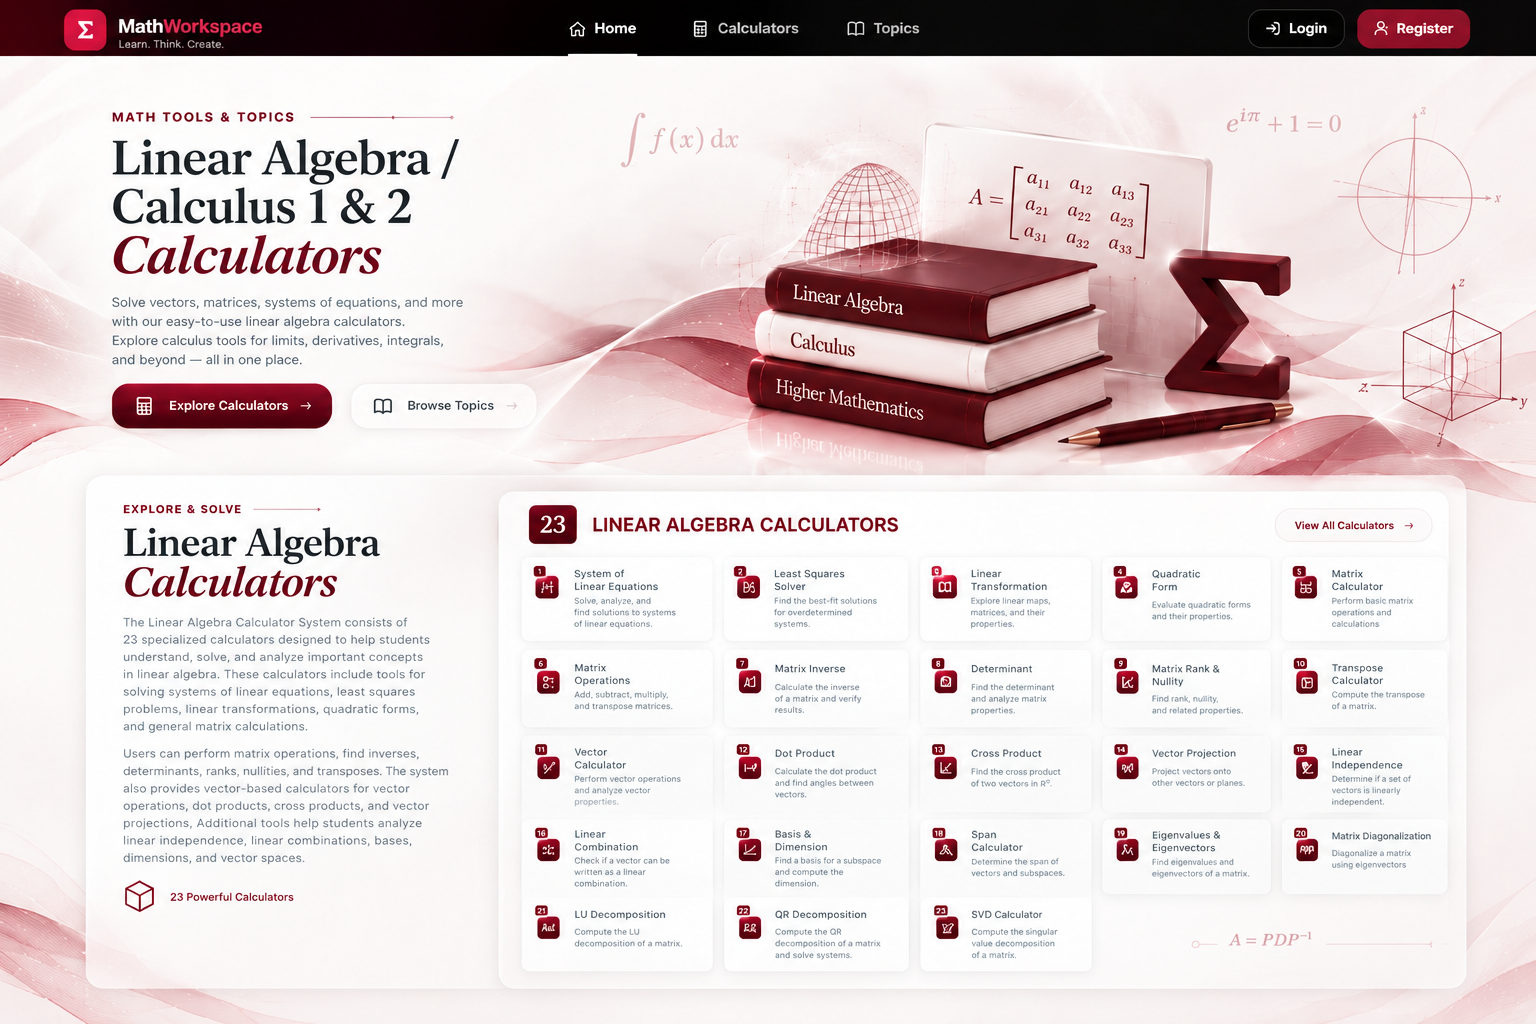 Σ MathWorkspace
Learn. Think. Create.
Home
Calculators
Topics
Login
Register
MATH TOOLS & TOPICS
Linear Algebra /
Calculus 1 & 2
Calculators
Solve vectors, matrices, systems of equations, and more
with our easy-to-use linear algebra calculators.
Explore calculus tools for limits, derivatives, integrals,
and beyond — all in one place.
Explore Calculators →
Browse Topics →
∫ f(x) dx
e^{iπ} + 1 = 0
A = [a₁₁ a₁₂ a₁₃
a₂₁ a₂₂ a₂₃
a₃₁ a₃₂ a₃₃]
Linear Algebra
Calculus
Higher Mathematics
Σ
x
z
z.
y
EXPLORE & SOLVE
Linear Algebra
Calculators
The Linear Algebra Calculator System consists of
23 specialized calculators designed to help students
understand, solve, and analyze important concepts
in linear algebra. These calculators include tools for
solving systems of linear equations, least squares
problems, linear transformations, quadratic forms,
and general matrix calculations.
Users can perform matrix operations, find inverses,
determinants, ranks, nullities, and transposes. The system
also provides vector-based calculators for vector
operations, dot products, cross products, and vector
projections, Additional tools help students analyze
linear independence, linear combinations, bases,
dimensions, and vector spaces.
23 Powerful Calculators
23 LINEAR ALGEBRA CALCULATORS
View All Calculators →
1
System of
Linear Equations
Solve, analyze, and
find solutions to systems
of linear equations.
2
Least Squares
Solver
Find the best-fit solutions
for overdetermined
systems.
Linear
Transformation
Explore linear maps,
matrices, and their
properties.
4
Quadratic
Form
Evaluate quadratic forms
and their properties.
5
Matrix
Calculator
Perform basic matrix
operations and
calculations
6
Matrix
Operations
Add, subtract, multiply,
and transpose matrices.
7
Matrix Inverse
Calculate the inverse
of a matrix and verify
results.
8
Determinant
Find the determinant
and analyze matrix
properties.
9
Matrix Rank &
Nullity
Find rank, nullity,
and related properties.
10
Transpose
Calculator
Compute the transpose
of a matrix.
11
Vector
Calculator
Perform vector operations
and analyze vector
properties.
12
Dot Product
Calculate the dot product
and find angles between
vectors.
13
Cross Product
Find the cross product
of two vectors in
14
Vector Projection
Project vectors onto
other vectors or planes.
15
Linear
Independence
Determine if a set of
vectors is linearly
independent.
16
Linear
Combination
Check if a vector can be
written as a linear
combination.
17
Basis &
Dimension
Find a basis for a subspace
and compute the
dimension.
18
Span
Calculator
Determine the span of
vectors and subspaces.
19
Eigenvalues &
Eigenvectors
Find eigenvalues and
eigenvectors of a matrix.
20
Matrix Diagonalization
Diagonalize a matrix
using eigenvectors
21
LU Decomposition
Compute the LU
decomposition of a matrix.
22
QR Decomposition
Compute the QR
decomposition of a matrix
and solve systems.
23
SVD Calculator
Compute the singular
value decomposition
of a matrix.
A = PDP⁻¹